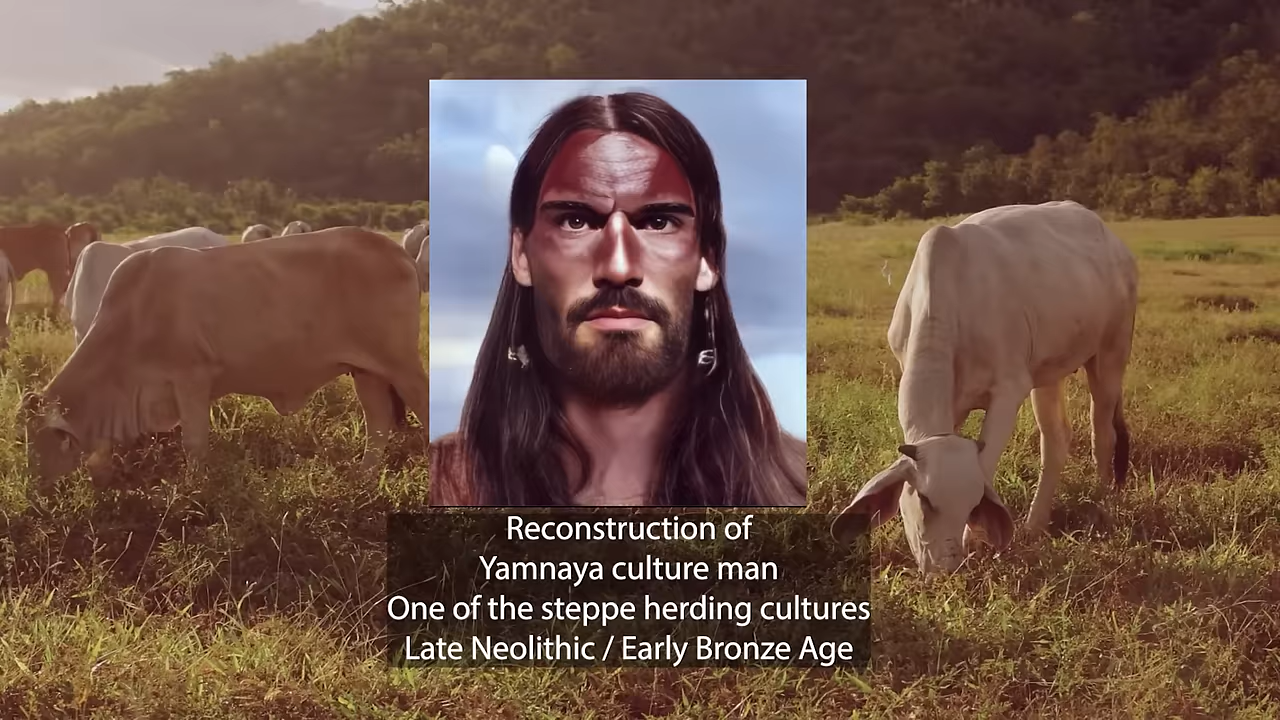 Reconstruction of
Yamnaya culture man
One of the steppe herding cultures
Late Neolithic / Early Bronze Age